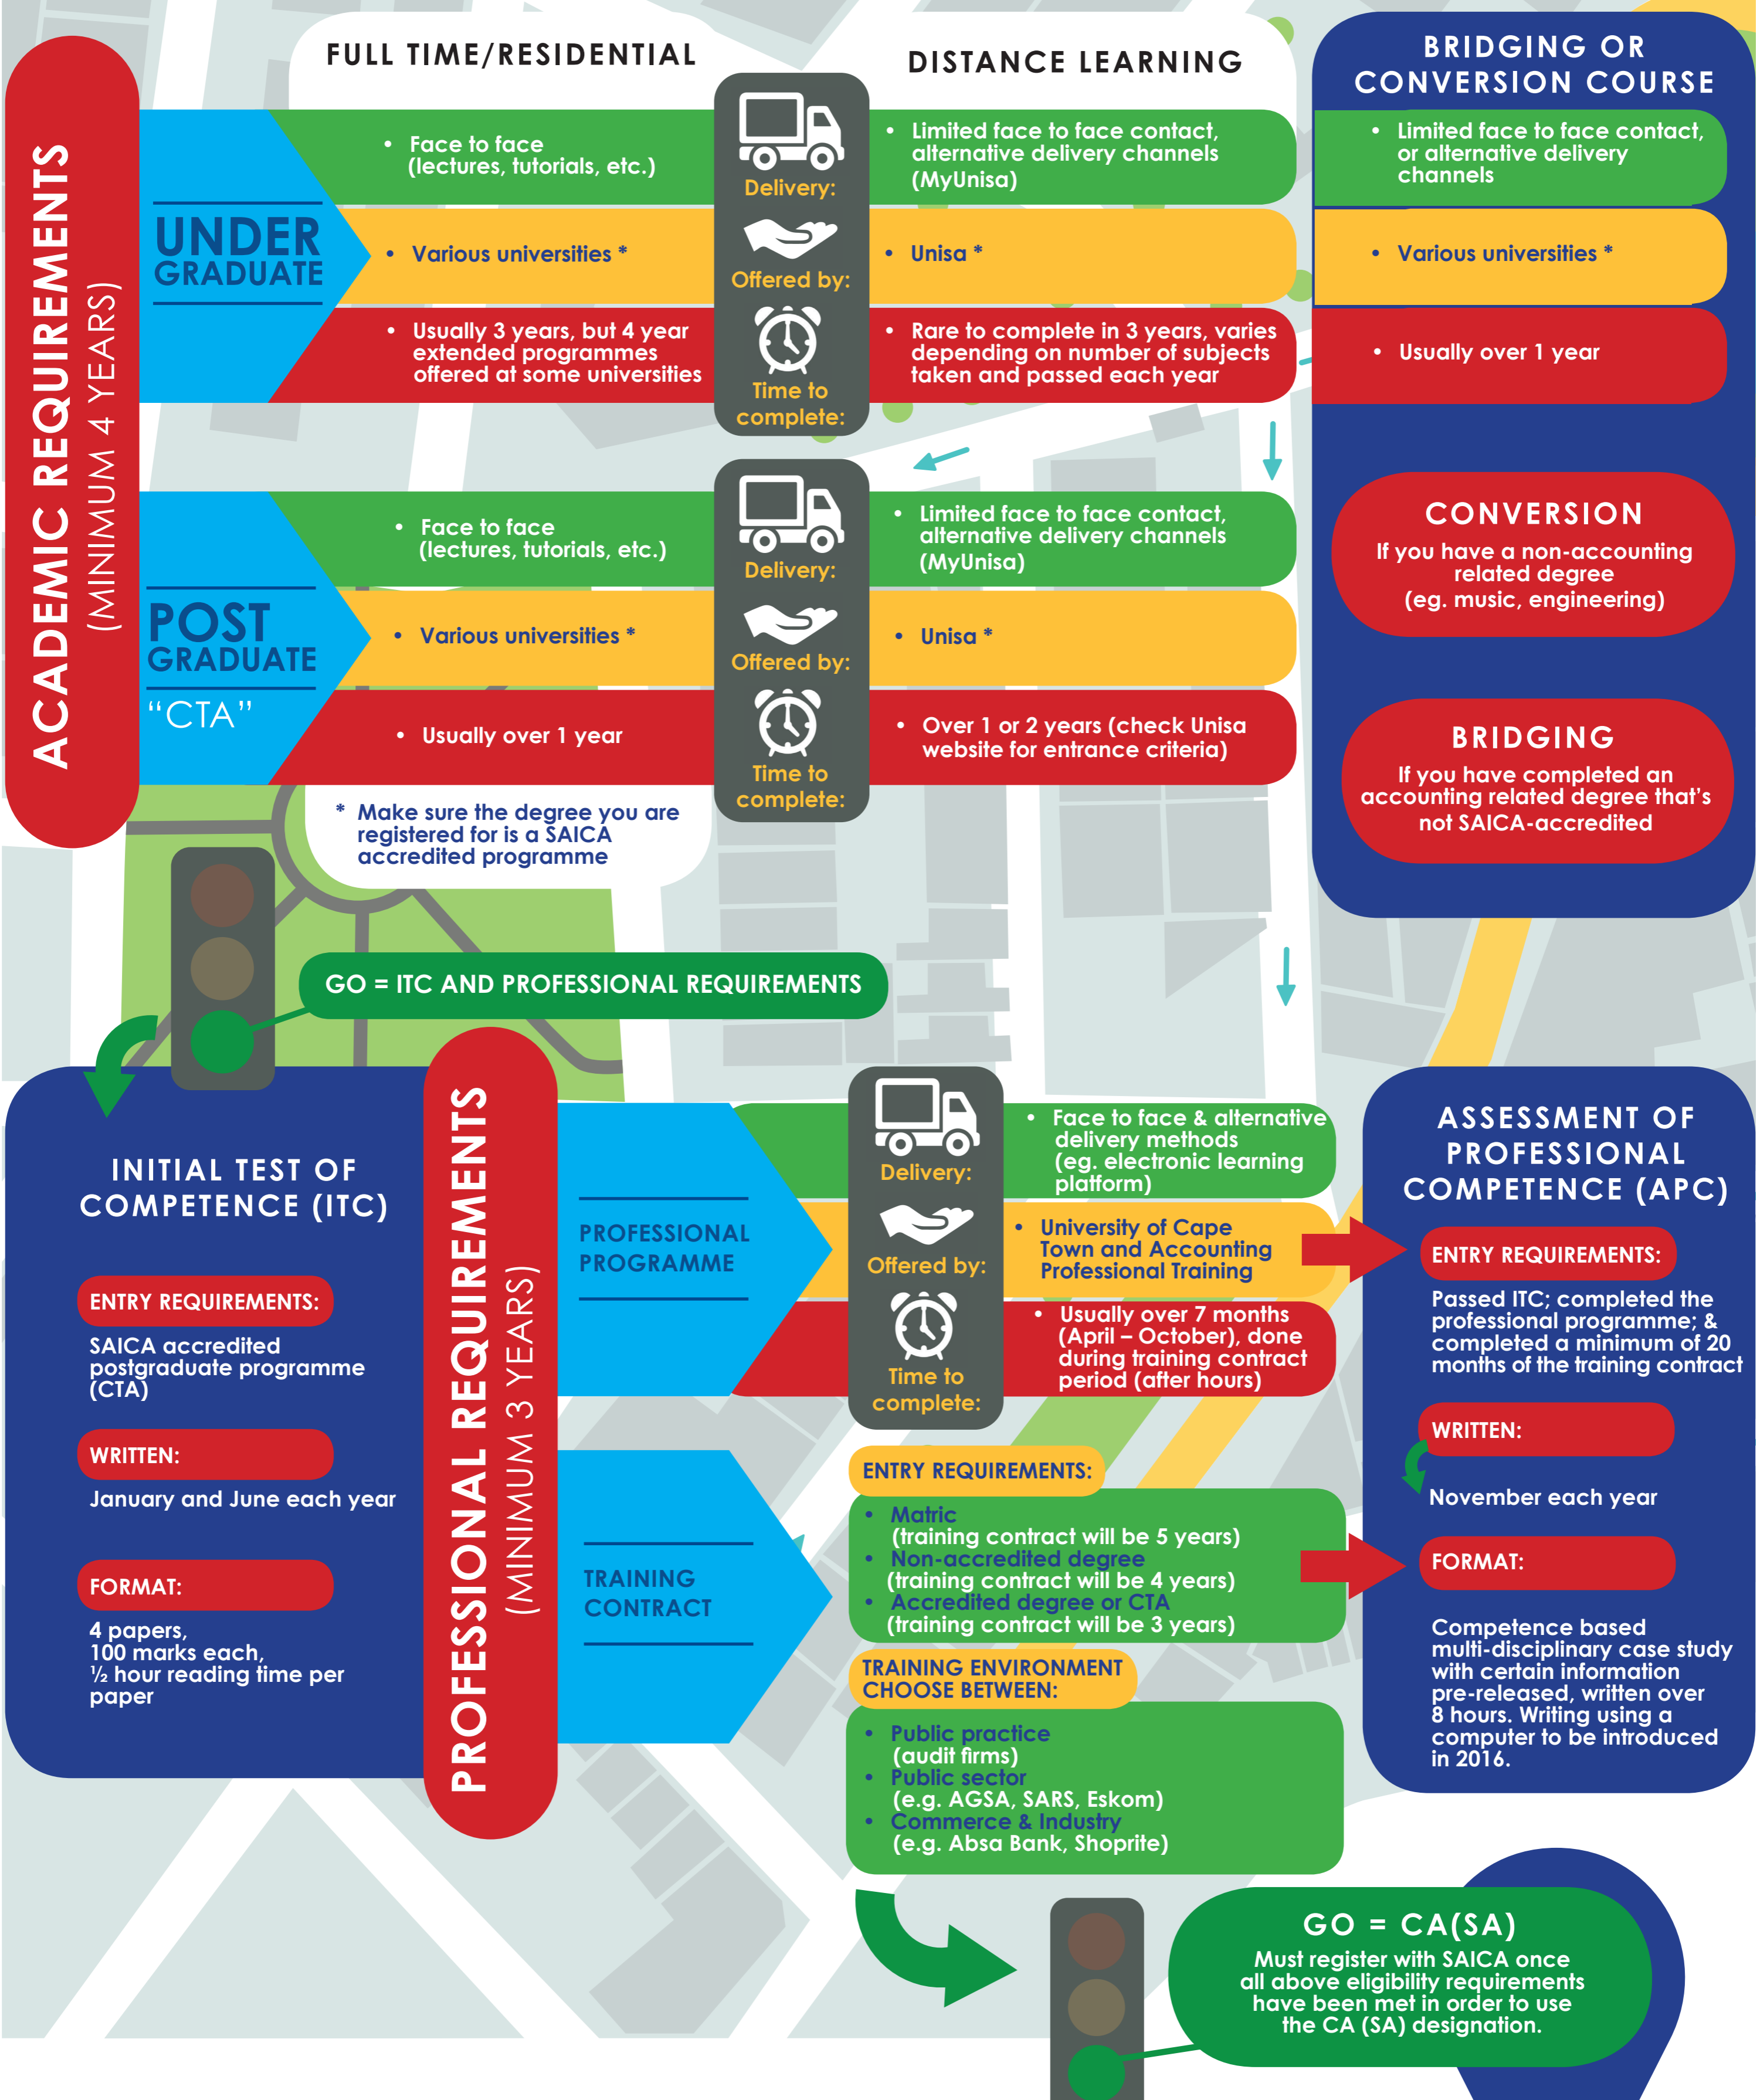 FULL TIME/RESIDENTIAL
DISTANCE LEARNING
BRIDGING OR
CONVERSION COURSE
ACADEMIC REQUIREMENTS
(MINIMUM 4 YEARS)
UNDER
GRADUATE
• Face to face
(lectures, tutorials, etc.)
Delivery:
• Limited face to face contact,
alternative delivery channels
(MyUnisa)
• Limited face to face contact,
or alternative delivery
channels
• Various universities *
Offered by:
• Unisa *
• Various universities *
• Usually 3 years, but 4 year
extended programmes
offered at some universities
Time to
complete:
• Rare to complete in 3 years, varies
depending on number of subjects
taken and passed each year
• Usually over 1 year
POST
GRADUATE
“CTA”
• Face to face
(lectures, tutorials, etc.)
Delivery:
• Limited face to face contact,
alternative delivery channels
(MyUnisa)
• Various universities *
Offered by:
• Unisa *
• Usually over 1 year
Time to
complete:
• Over 1 or 2 years (check Unisa
website for entrance criteria)
* Make sure the degree you are
registered for is a SAICA
accredited programme
CONVERSION
If you have a non-accounting
related degree
(eg. music, engineering)
BRIDGING
If you have completed an
accounting related degree that’s
not SAICA-accredited
GO = ITC AND PROFESSIONAL REQUIREMENTS
INITIAL TEST OF
COMPETENCE (ITC)
ENTRY REQUIREMENTS:
SAICA accredited
postgraduate programme
(CTA)
WRITTEN:
January and June each year
FORMAT:
4 papers,
100 marks each,
½ hour reading time per
paper
PROFESSIONAL REQUIREMENTS
(MINIMUM 3 YEARS)
PROFESSIONAL
PROGRAMME
Delivery:
• Face to face & alternative
delivery methods
(eg. electronic learning
platform)
Offered by:
• University of Cape
Town and Accounting
Professional Training
Time to
complete:
• Usually over 7 months
(April – October), done
during training contract
period (after hours)
TRAINING
CONTRACT
ENTRY REQUIREMENTS:
• Matric
(training contract will be 5 years)
• Non-accredited degree
(training contract will be 4 years)
• Accredited degree or CTA
(training contract will be 3 years)
TRAINING ENVIRONMENT
CHOOSE BETWEEN:
• Public practice
(audit firms)
• Public sector
(e.g. AGSA, SARS, Eskom)
• Commerce & Industry
(e.g. Absa Bank, Shoprite)
ASSESSMENT OF
PROFESSIONAL
COMPETENCE (APC)
ENTRY REQUIREMENTS:
Passed ITC; completed the
professional programme; &
completed a minimum of 20
months of the training contract
WRITTEN:
November each year
FORMAT:
Competence based
multi-disciplinary case study
with certain information
pre-released, written over
8 hours. Writing using a
computer to be introduced
in 2016.
GO = CA(SA)
Must register with SAICA once
all above eligibility requirements
have been met in order to use
the CA (SA) designation.